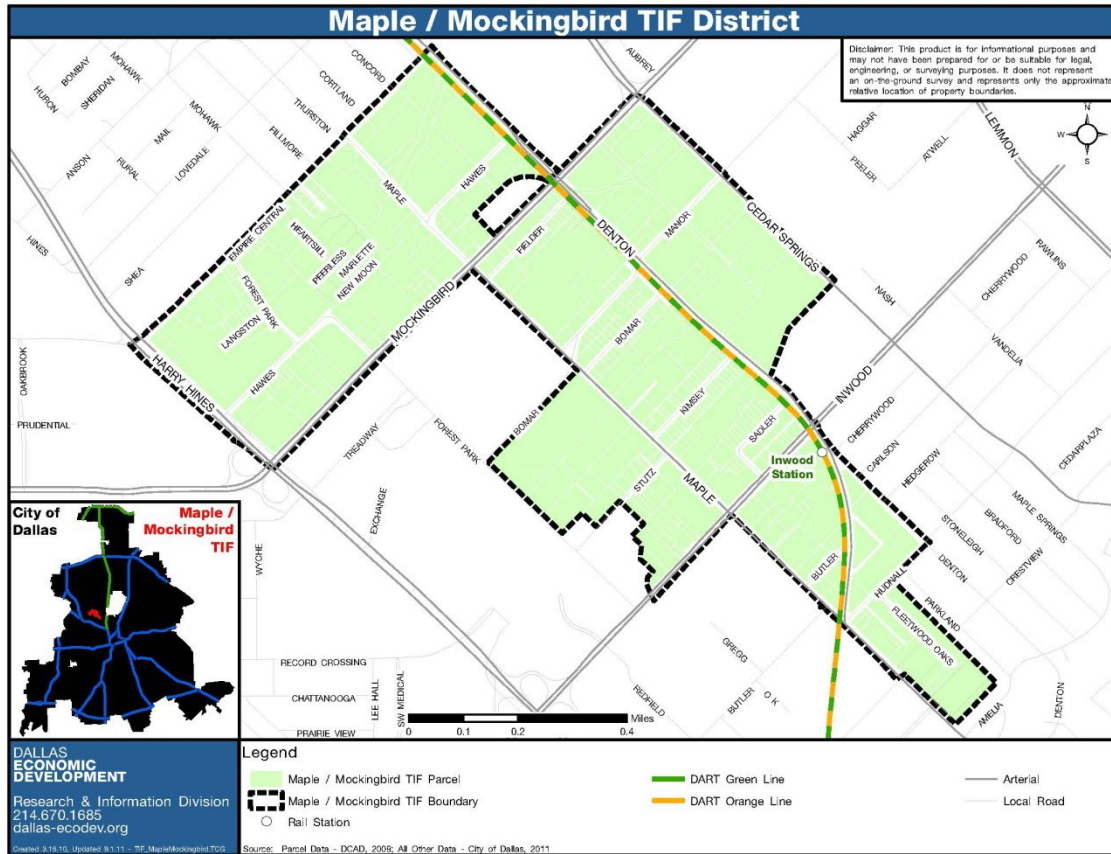 Maple / Mockingbird TIF District
Disclaimer: This product is for informational purposes and
may not have been prepared for or be suitable for legal,
engineering, or surveying purposes. It does not represent
an on-the-ground survey and represents only the approximate
relative location of property boundaries.
N
W
E
S
BOMBAY
MOHAWK
SHERIDAN
HURON
MOHAWK
MAIL
ANSON
RURAL
LOVEDALE
CONCORD
CORTLAND
THURSTON
FILLMORE
AUBREY
LEMMON
HAGGAR
ATWELL
PEELER
HINES
SHEA
MAPLE
HAWES
EMPIRE CENTRAL
HEARTSILL
PEERLESS
MARLETTE
NEW MOON
FOREST PARK
LANGSTON
HAWES
HARRY HINES
MOCKINGBIRD
FIELDER
DENTON
MANOR
CEDAR SPRINGS
NASH
RAWLINS
CHERRYWOOD
VANDELIA
INWOOD
OAKBROOK
PRUDENTIAL
BOMAR
BOMAR
KIMSEY
SADLER
STUTZ
MAPLE
CHERRYWOOD
CARLSON
HEDGEROW
CEDARPLAZA
MAPLE SPRINGS
BRADFORD
STONELEIGH
CRESTVIEW
DENTON
Inwood
Station
TREADWAY
FOREST PARK
EXCHANGE
WYCHE
BUTLER
HUDNALL
PARKLAND
FLEETWOOD OAKS
AMELIA
DENTON
GREGG
BUTLER
O K
REDFIELD
RECORD CROSSING
CHATTANOOGA
PRAIRIE VIEW
LEE HALL
SW MEDICAL
Miles
0
0.1
0.2
0.4
City of
Dallas
Maple /
Mockingbird
TIF
DALLAS
ECONOMIC
DEVELOPMENT
Research & Information Division
214.670.1685
dallas-ecodev.org
Created 3.16.10, Updated 9.1.11 - TIF_MapleMockingbird.TCG
Legend
Maple / Mockingbird TIF Parcel
Maple / Mockingbird TIF Boundary
Rail Station
DART Green Line
DART Orange Line
Arterial
Local Road
Source: Parcel Data - DCAD, 2009; All Other Data - City of Dallas, 2011